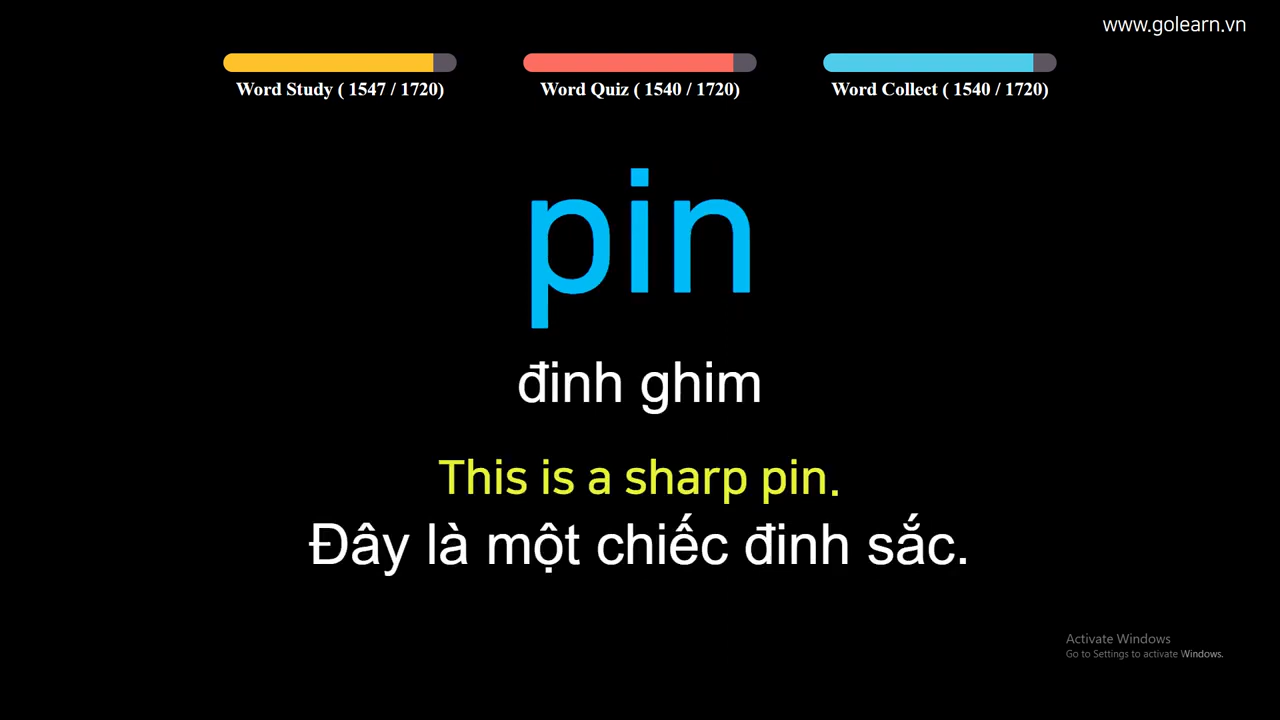 www.golearn.vn
Word Study ( 1547 / 1720)
Word Quiz ( 1540 / 1720)
Word Collect ( 1540 / 1720)
pin
đinh ghim
This is a sharp pin.
Đây là một chiếc đinh sắc.
Activate Windows
Go to Settings to activate Windows.